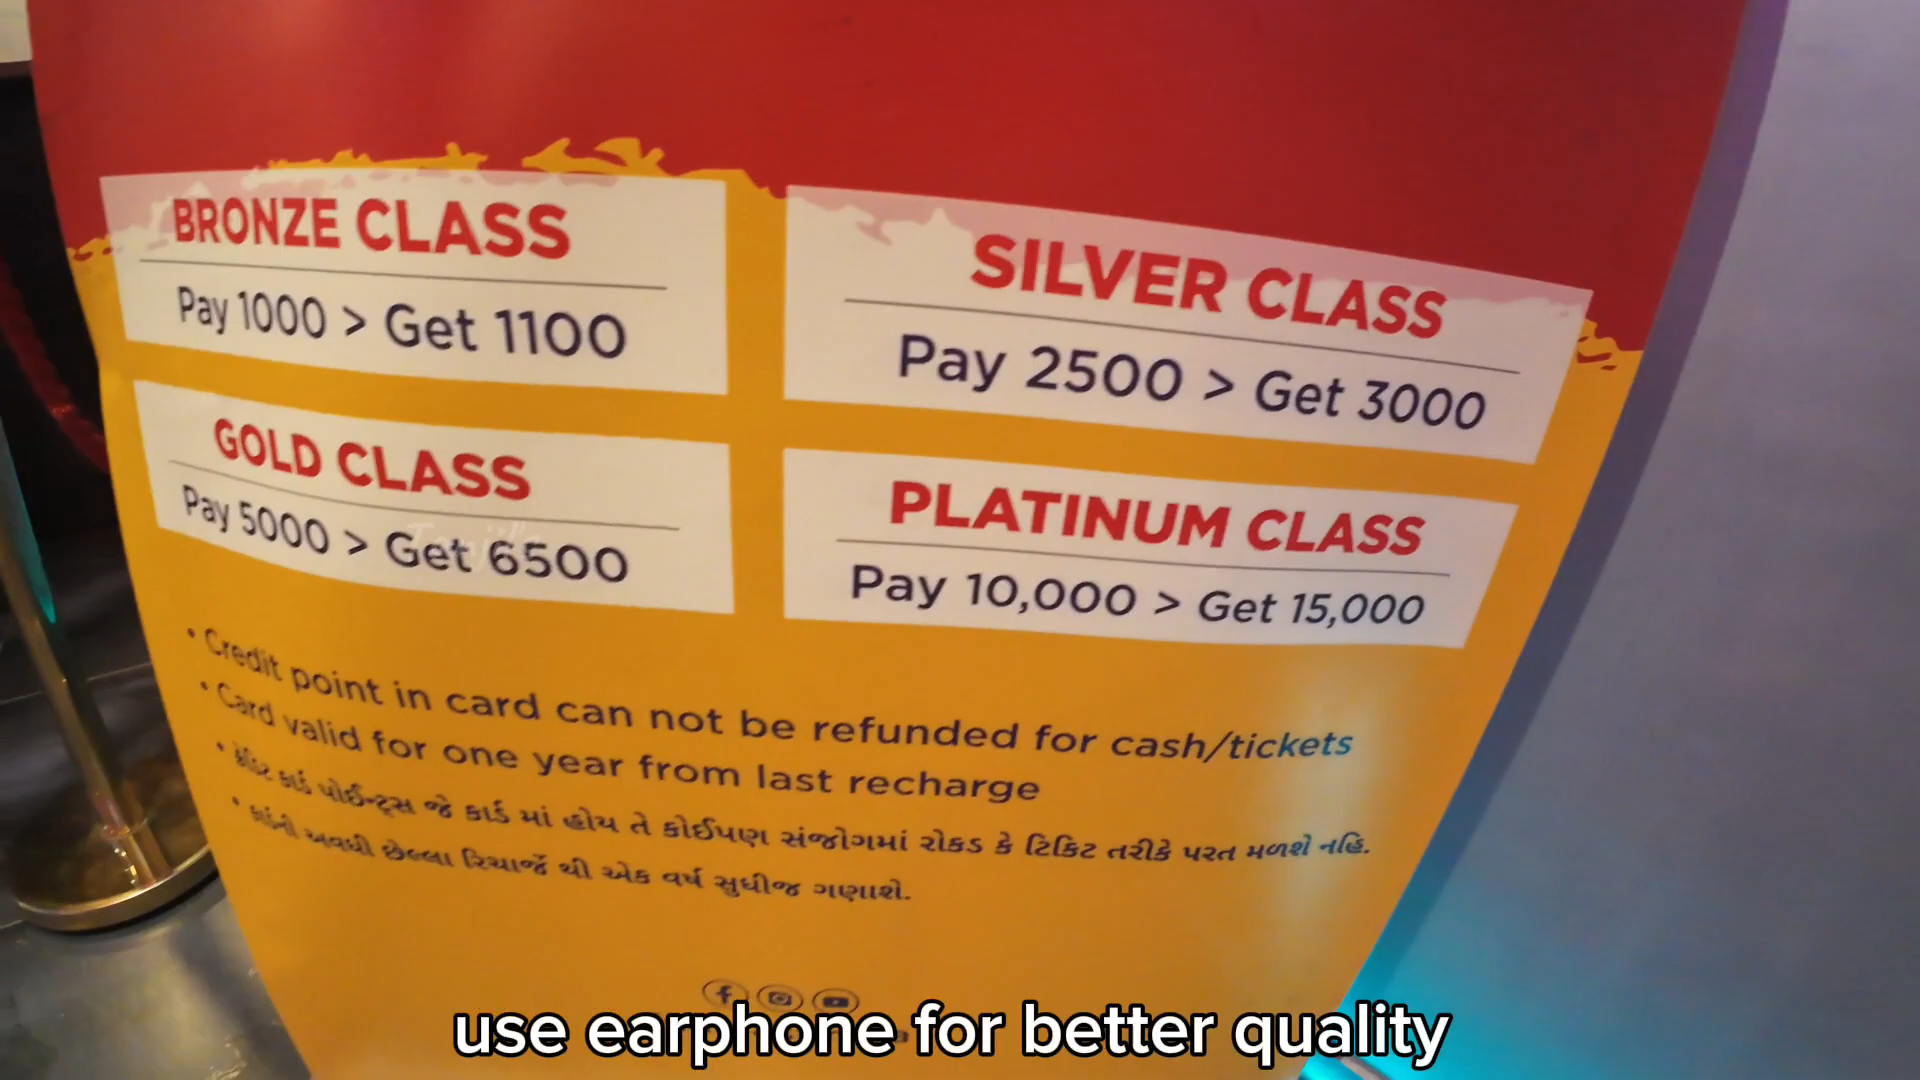 BRONZE CLASS
Pay 1000 > Get 1100
SILVER CLASS
Pay 2500 > Get 3000
GOLD CLASS
Pay 5000 > Get 6500
PLATINUM CLASS
Pay 10,000 > Get 15,000
• Credit point in card can not be refunded for cash/tickets
• Card valid for one year from last recharge
• ક્રેડિટ કાર્ડ પોઈન્ટ્સ જે કાર્ડ માં હોય તે કોઈપણ સંજોગમાં રોકડ કે ટિકિટ તરીકે પરત મળશે નહિ.
• કાર્ડની અવધી છેલ્લા રિચાર્જ થી એક વર્ષ સુધીજ ગણાશે.
use earphone for better quality